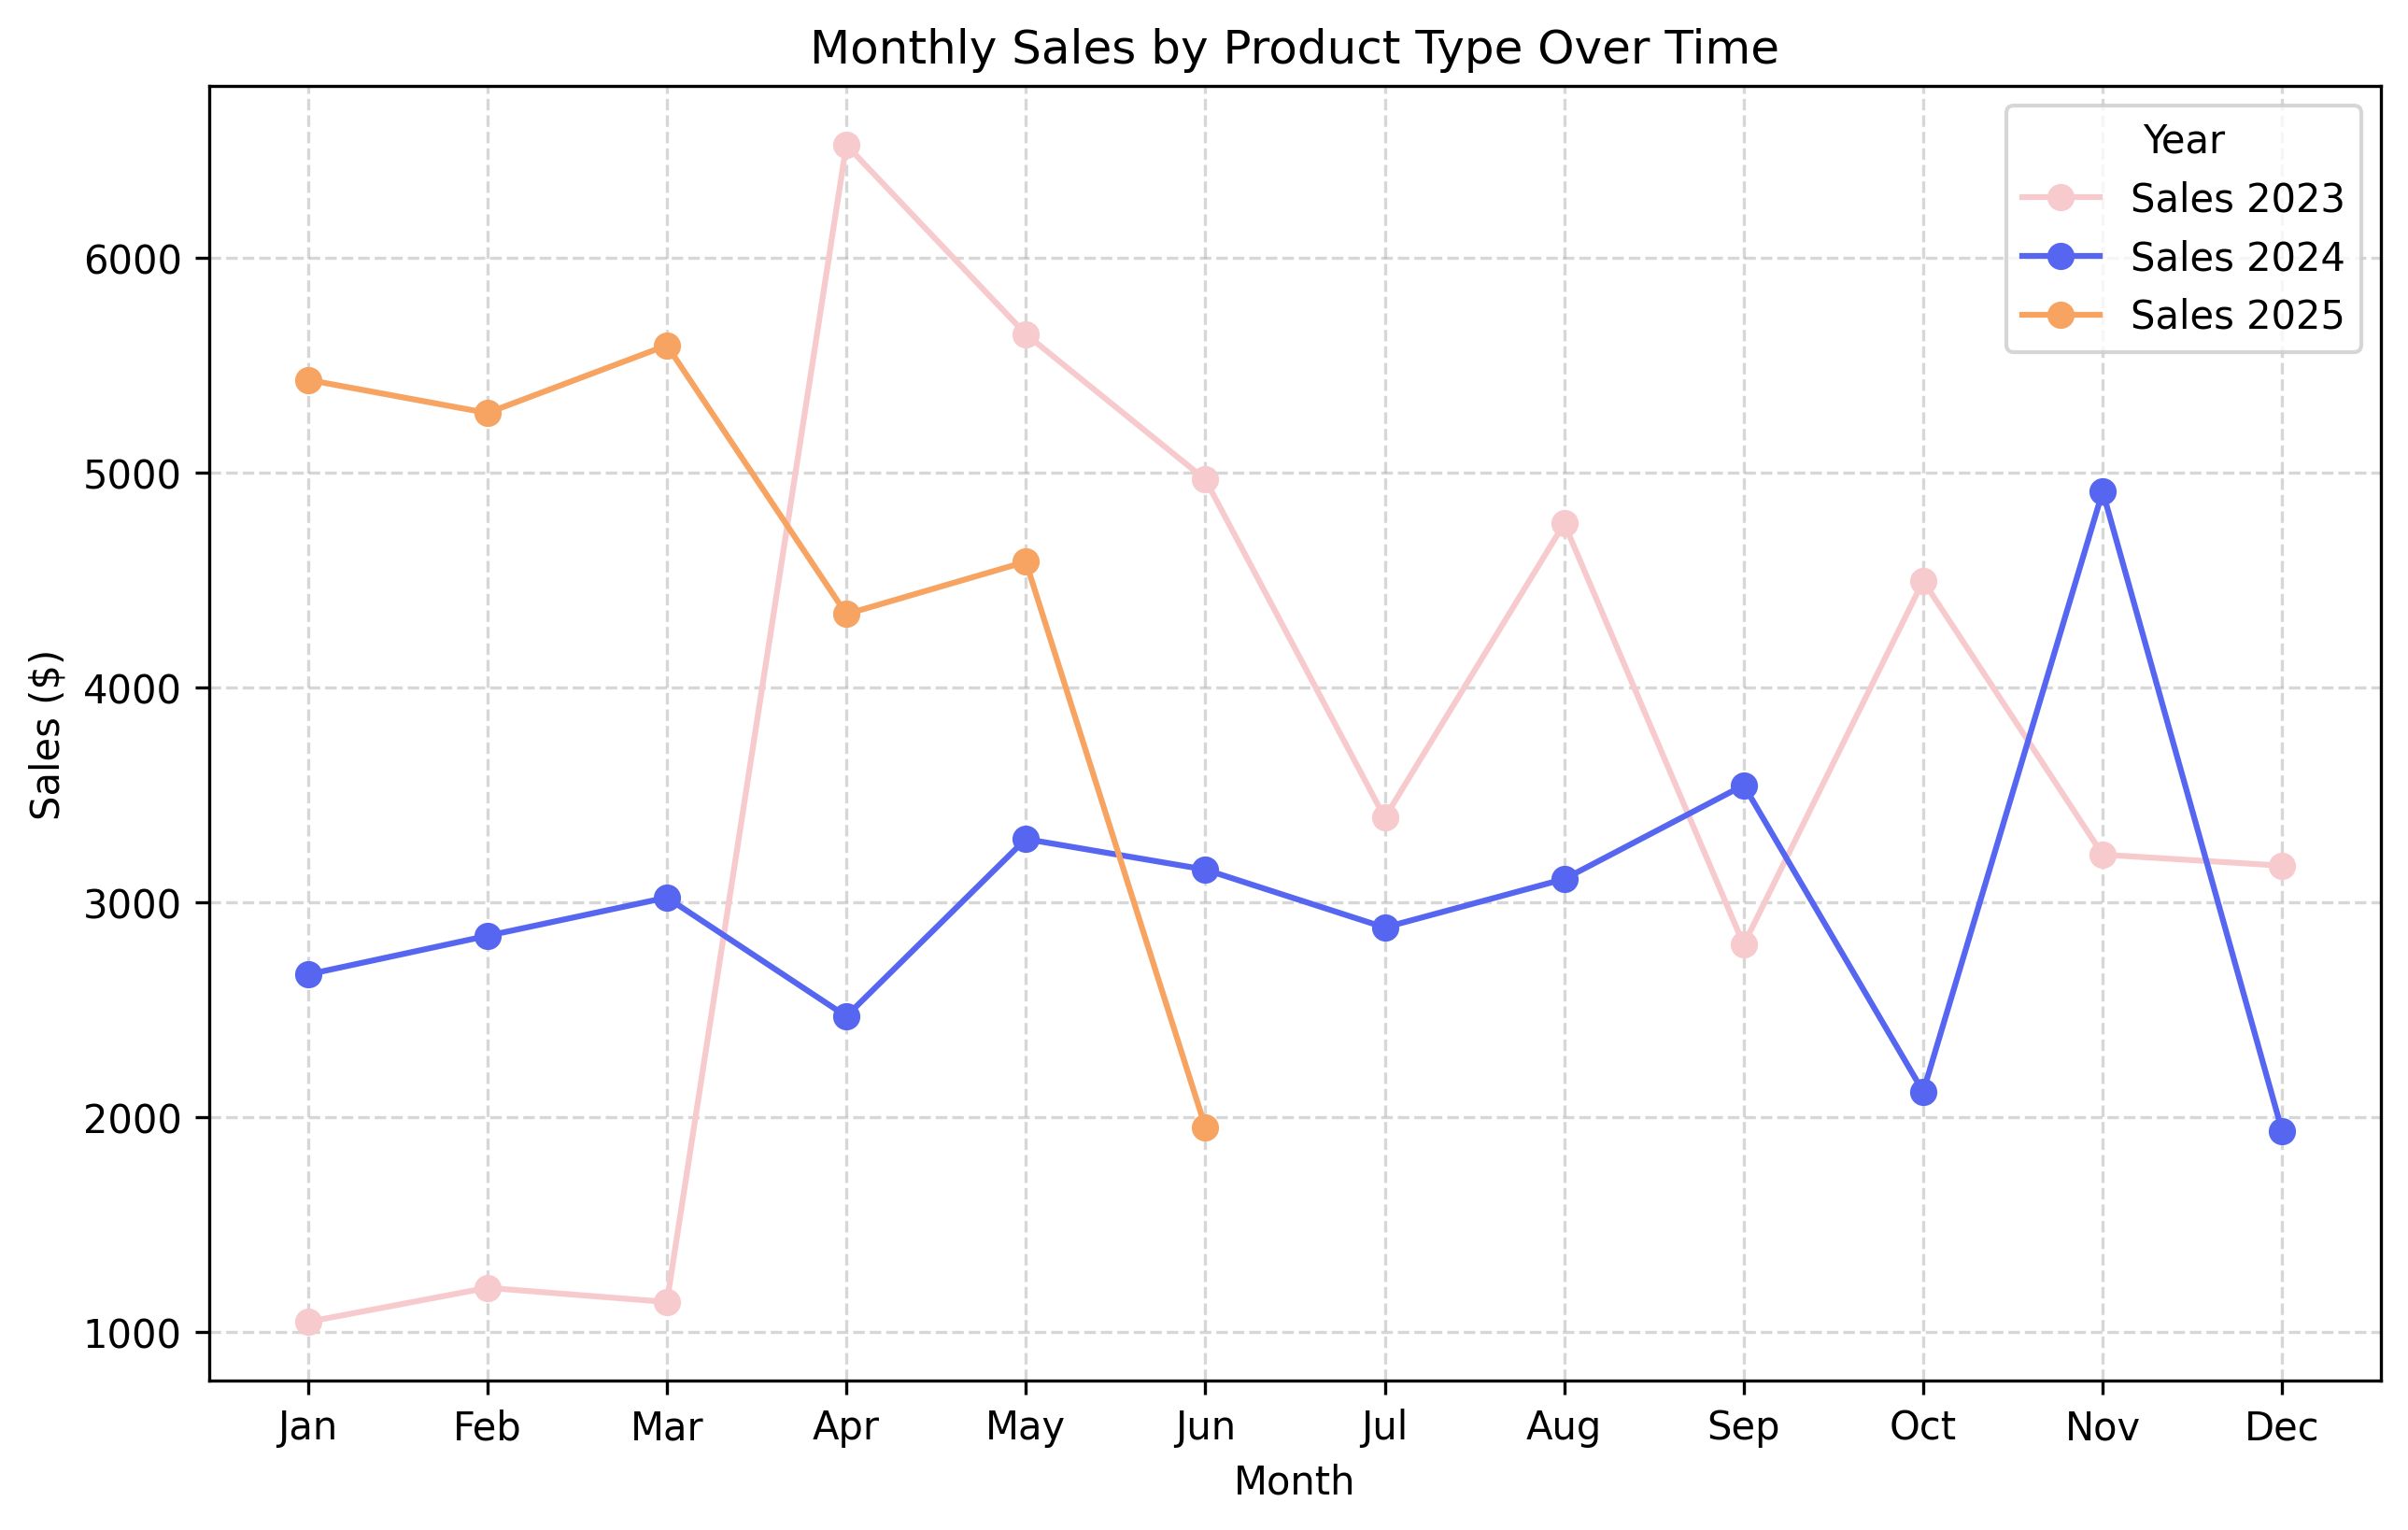 Monthly Sales by Product Type Over Time
Year
Sales 2023
Sales 2024
Sales 2025
Sales ($)
6000
5000
4000
3000
2000
1000
Jan Feb Mar Apr May Jun Jul Aug Sep Oct Nov Dec
Month